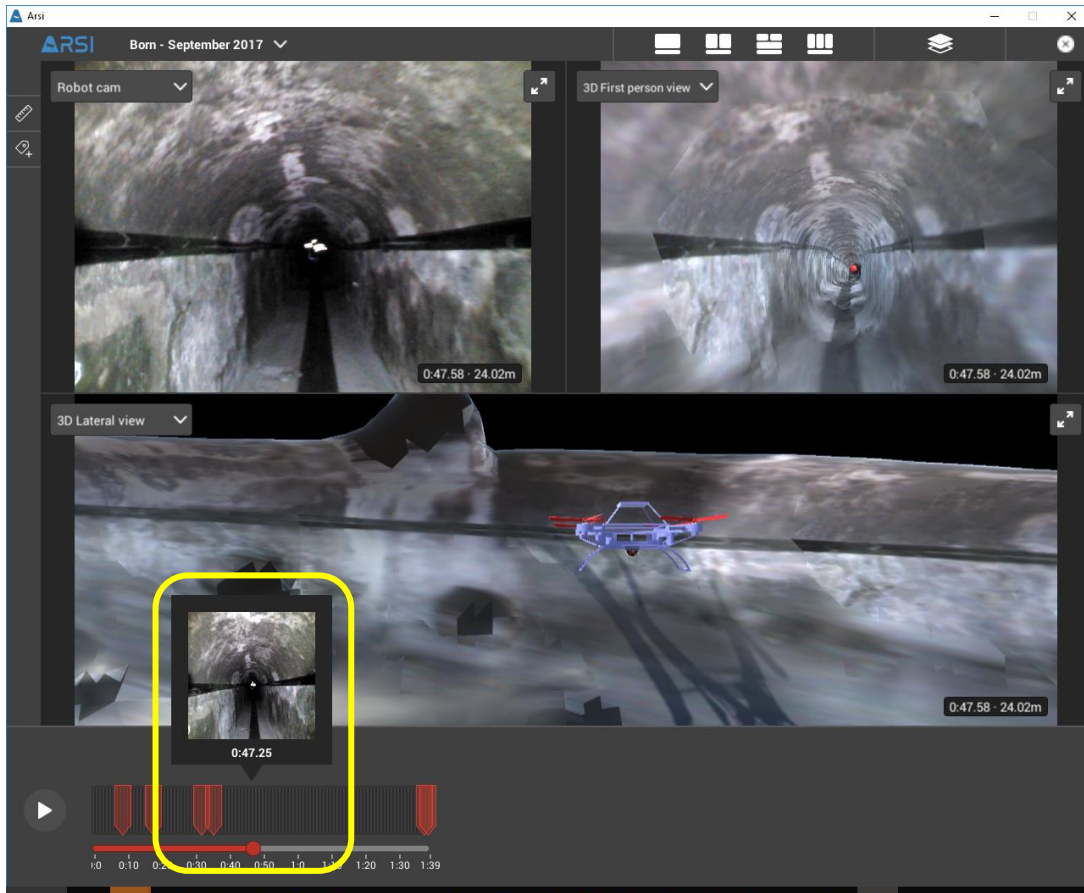 Arsi
ARSI Born - September 2017
Robot cam
3D First person view
0:47.58 · 24.02m
0:47.58 · 24.02m
3D Lateral view
0:47.58 · 24.02m
0:47.25
0:10 0:30 0:40 0:50 1:0 1:20 1:30 1:39